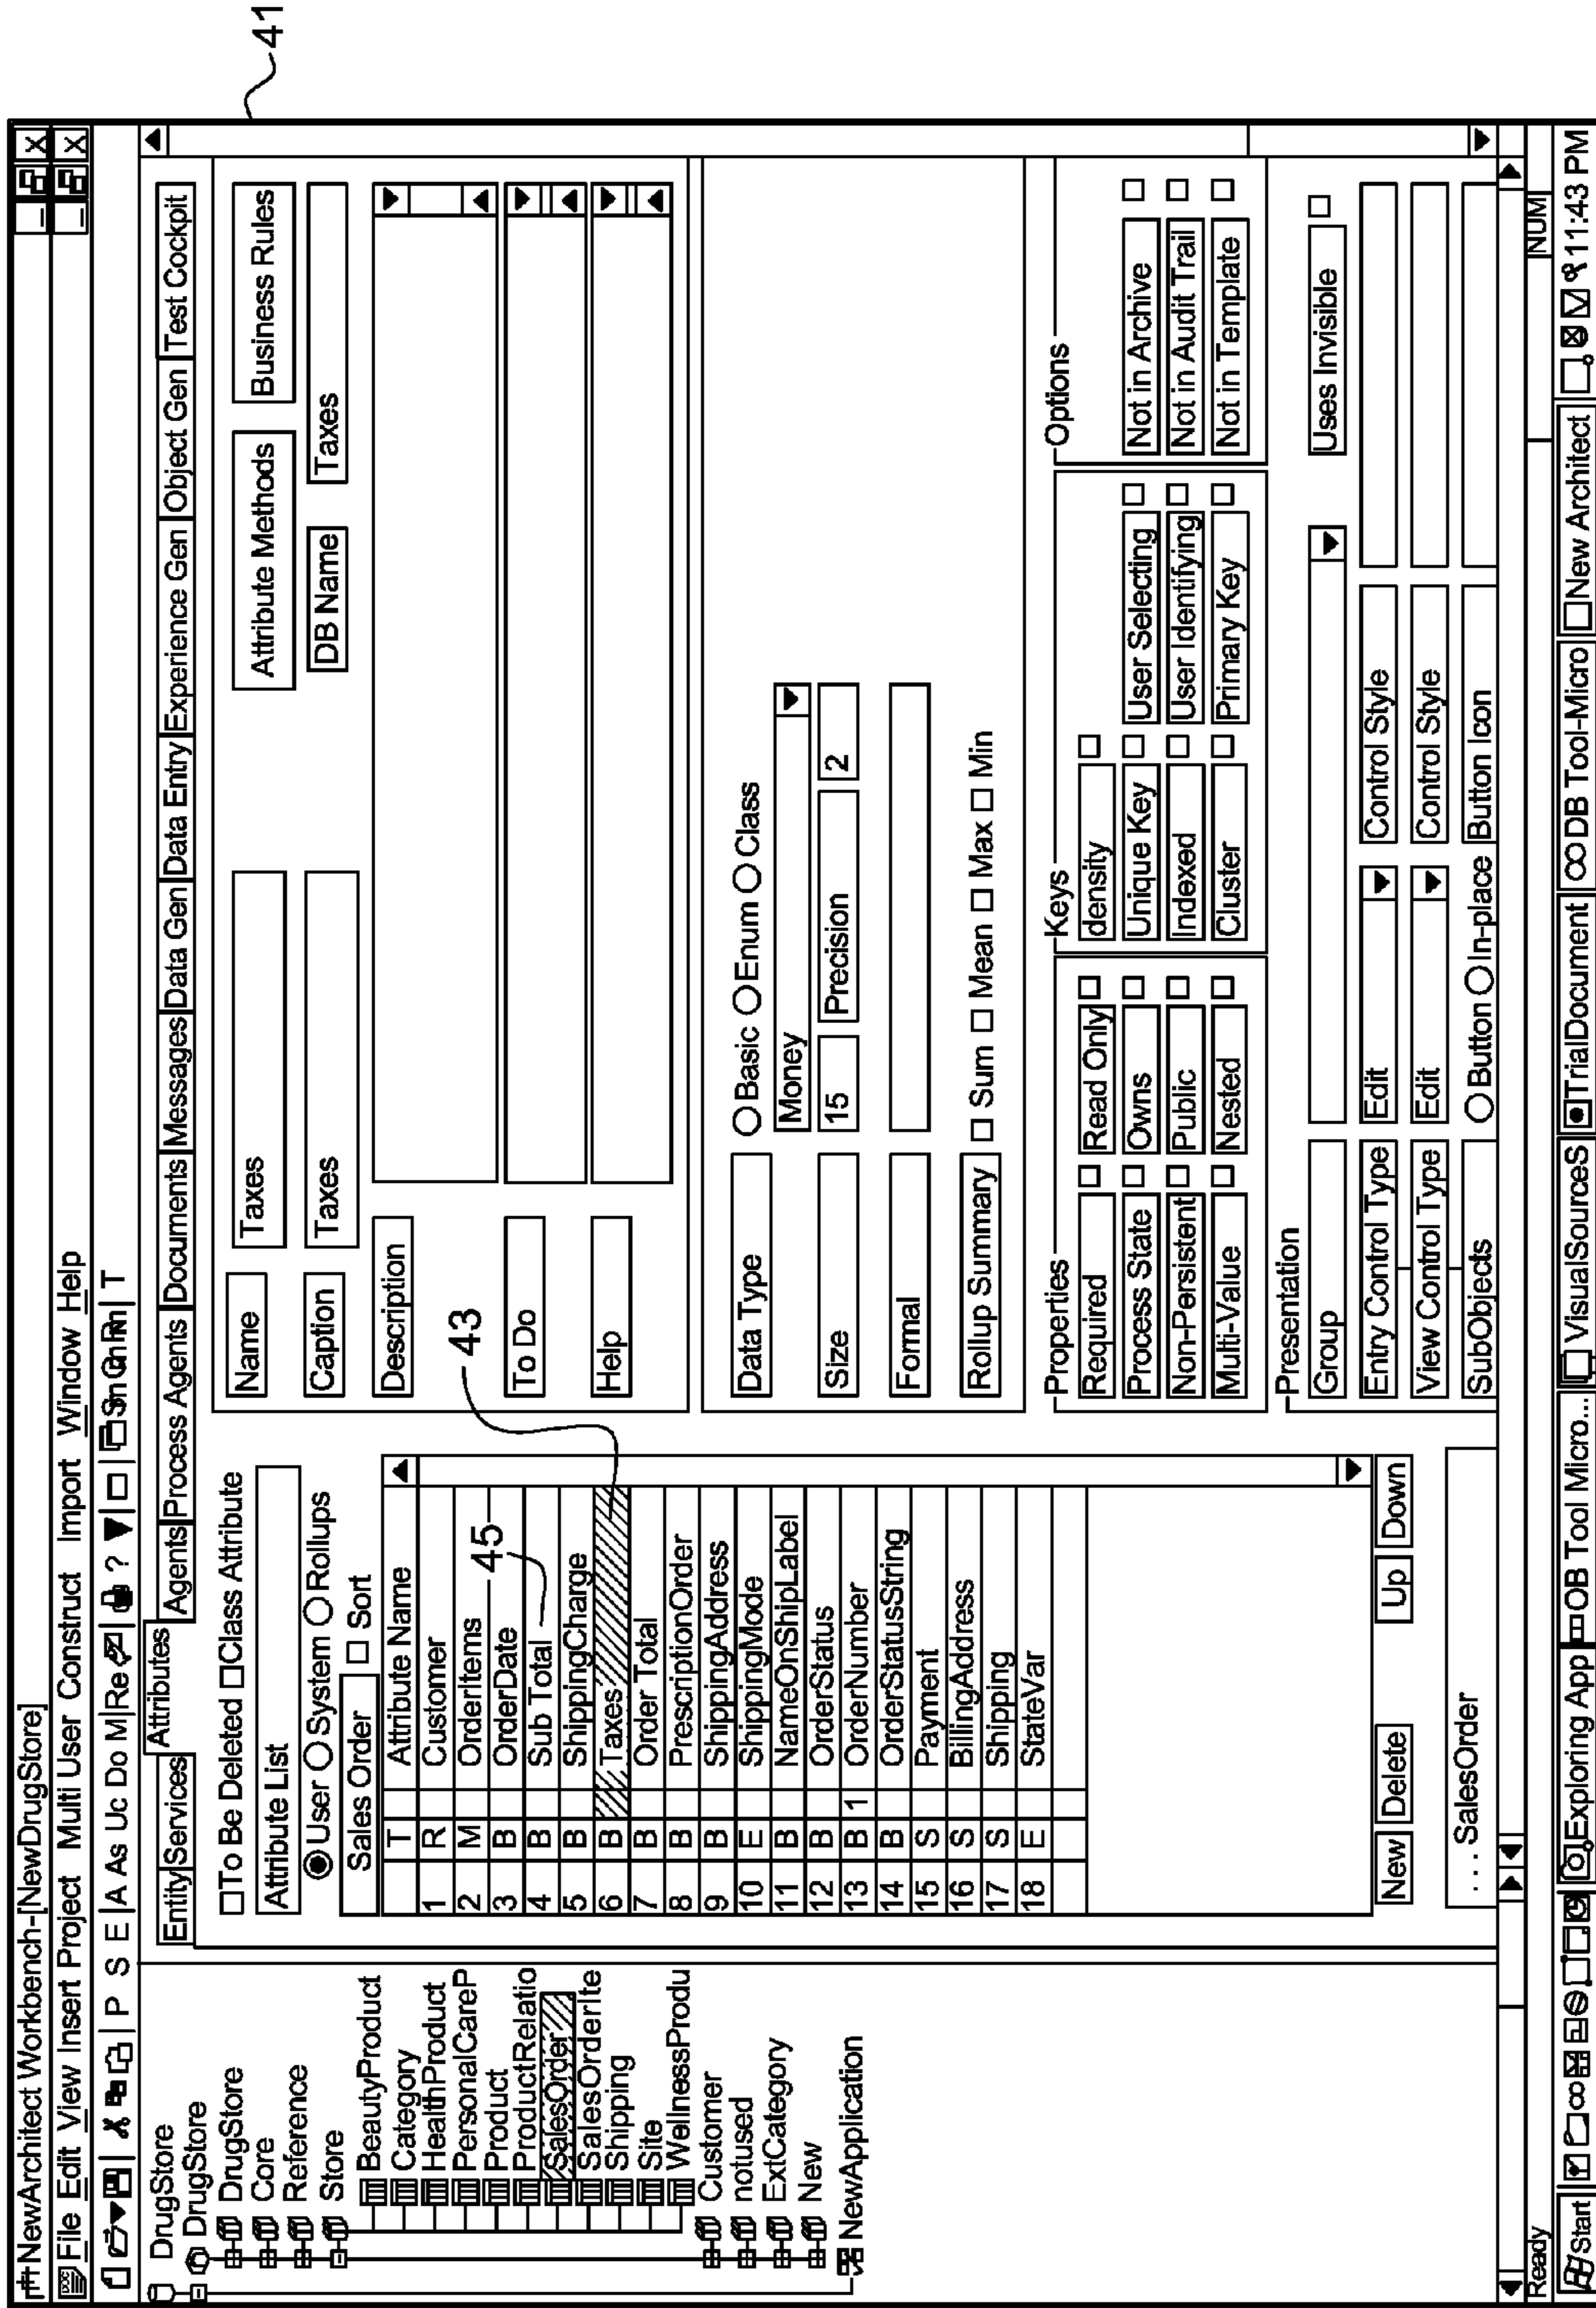 NewArchitect Workbench-[NewDrugStore]
File Edit View Insert Project Multi User Construct Import Window Help
P S E A As Uc Do M Re ? T
41
DrugStore
DrugStore
DrugStore
Core
Reference
Store
BeautyProduct
Category
HealthProduct
PersonalCareP
Product
ProductRelatio
SalesOrder
SalesOrderIte
Shipping
Site
WellnessProdu
Customer
notused
ExtCategory
New
NewApplication
Entity Services Attributes Agents Process Agents Documents Messages Data Gen Data Entry Experience Gen Object Gen Test Cockpit
To Be Deleted Class Attribute
Attribute List
User System Rollups
Sales Order Sort
T Attribute Name
1 R Customer
2 M OrderItems
3 B OrderDate
4 B Sub Total
5 B ShippingCharge
6 B Taxes
7 B Order Total
8 B PrescriptionOrder
9 B ShippingAddress
10 E ShippingMode
11 B NameOnShipLabel
12 B OrderStatus
13 B 1 OrderNumber
14 B OrderStatusString
15 S Payment
16 S BillingAddress
17 S Shipping
18 E StateVar
45
43
New Delete Up Down
. . . SalesOrder
Name Taxes Attribute Methods Business Rules
Caption Taxes DB Name Taxes
Description
To Do
Help
Data Type Basic Enum Class
Money
Size 15 Precision 2
Formal
Rollup Summary Sum Mean Max Min
Properties
Required Read Only
Process State Owns
Non-Persistent Public
Multi-Value Nested
Keys
density
Unique Key User Selecting
Indexed User Identifying
Cluster Primary Key
Options
Not in Archive
Not in Audit Trail
Not in Template
Presentation
Group Uses Invisible
Entry Control Type Edit Control Style
View Control Type Edit Control Style
SubObjects Button In-place Button Icon
Ready NUM
Start Exploring App OB Tool Micro... VisualSourceS TrialDocument DB Tool-Micro New Architect 11:43 PM